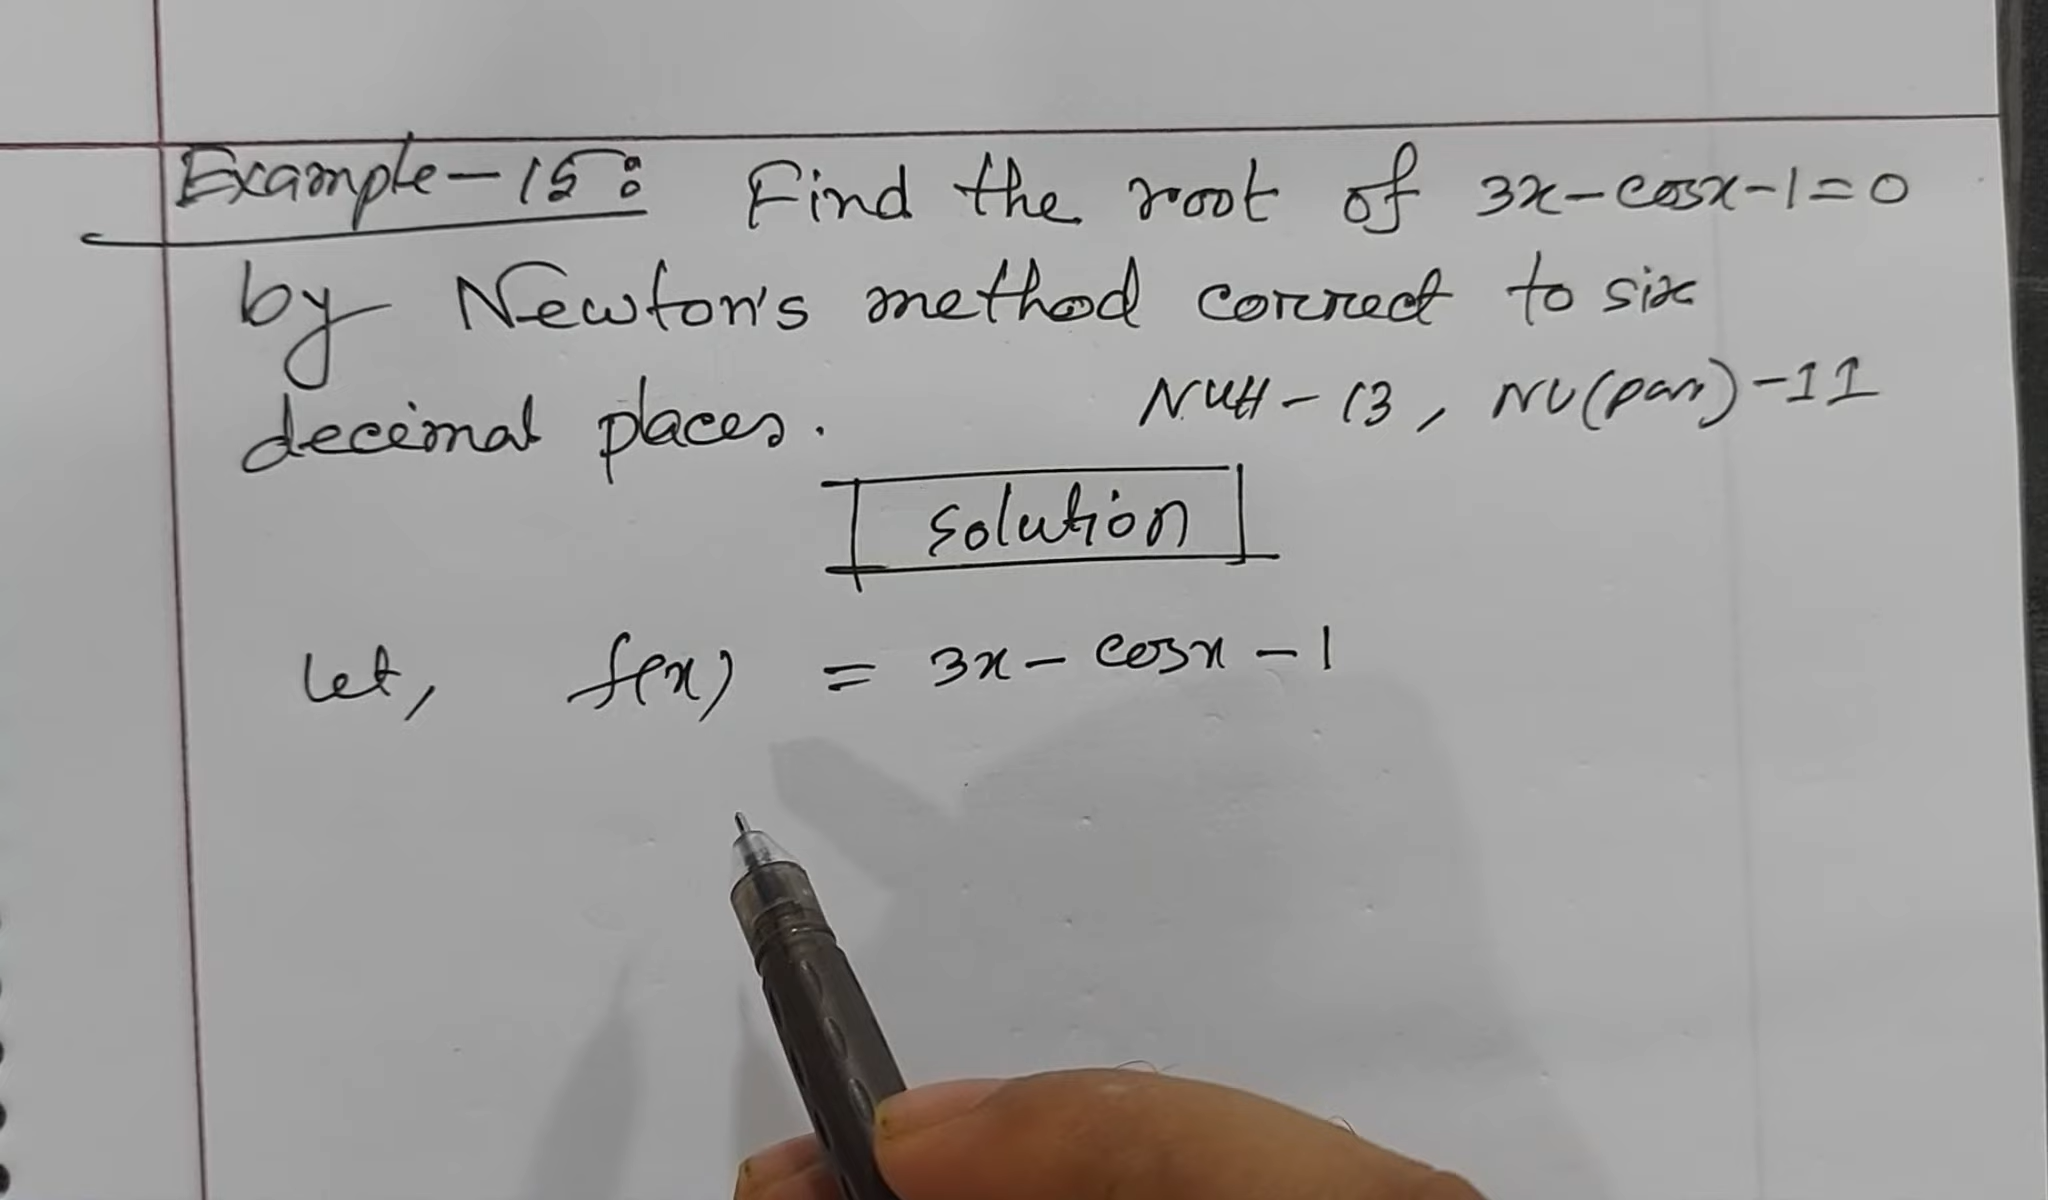 Example-15: Find the root of 3x-cosx-1=0
by Newton's method correct to six
decimal places. NUH-13, NU(pas)-11
Solution
Let, f(x) = 3x - cosx - 1